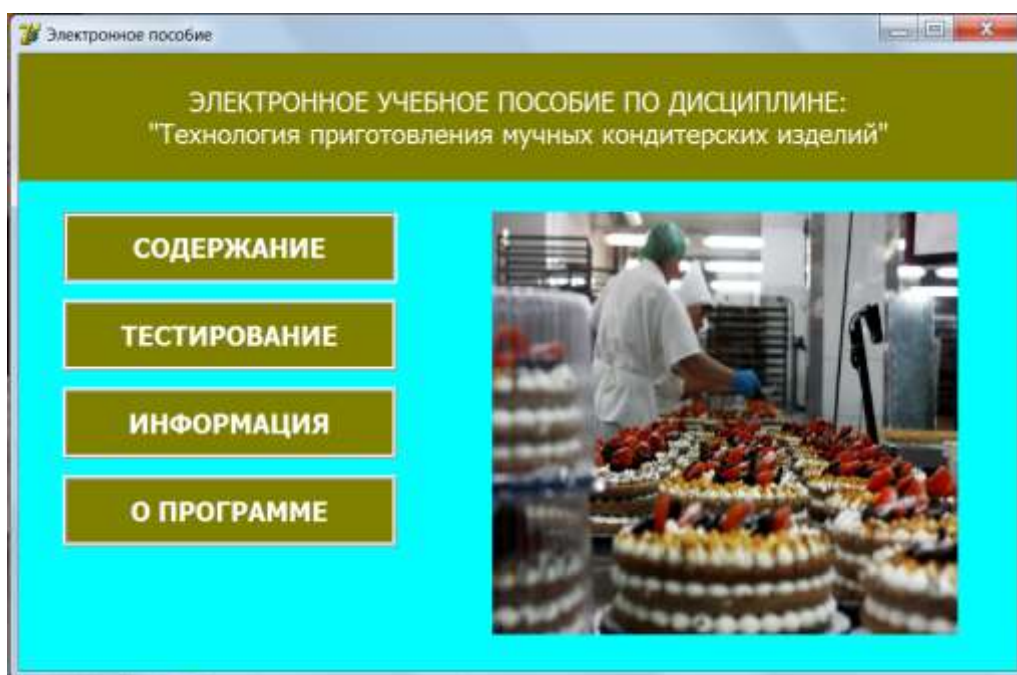 Электронное пособие
ЭЛЕКТРОННОЕ УЧЕБНОЕ ПОСОБИЕ ПО ДИСЦИПЛИНЕ:
"Технология приготовления мучных кондитерских изделий"
СОДЕРЖАНИЕ
ТЕСТИРОВАНИЕ
ИНФОРМАЦИЯ
О ПРОГРАММЕ